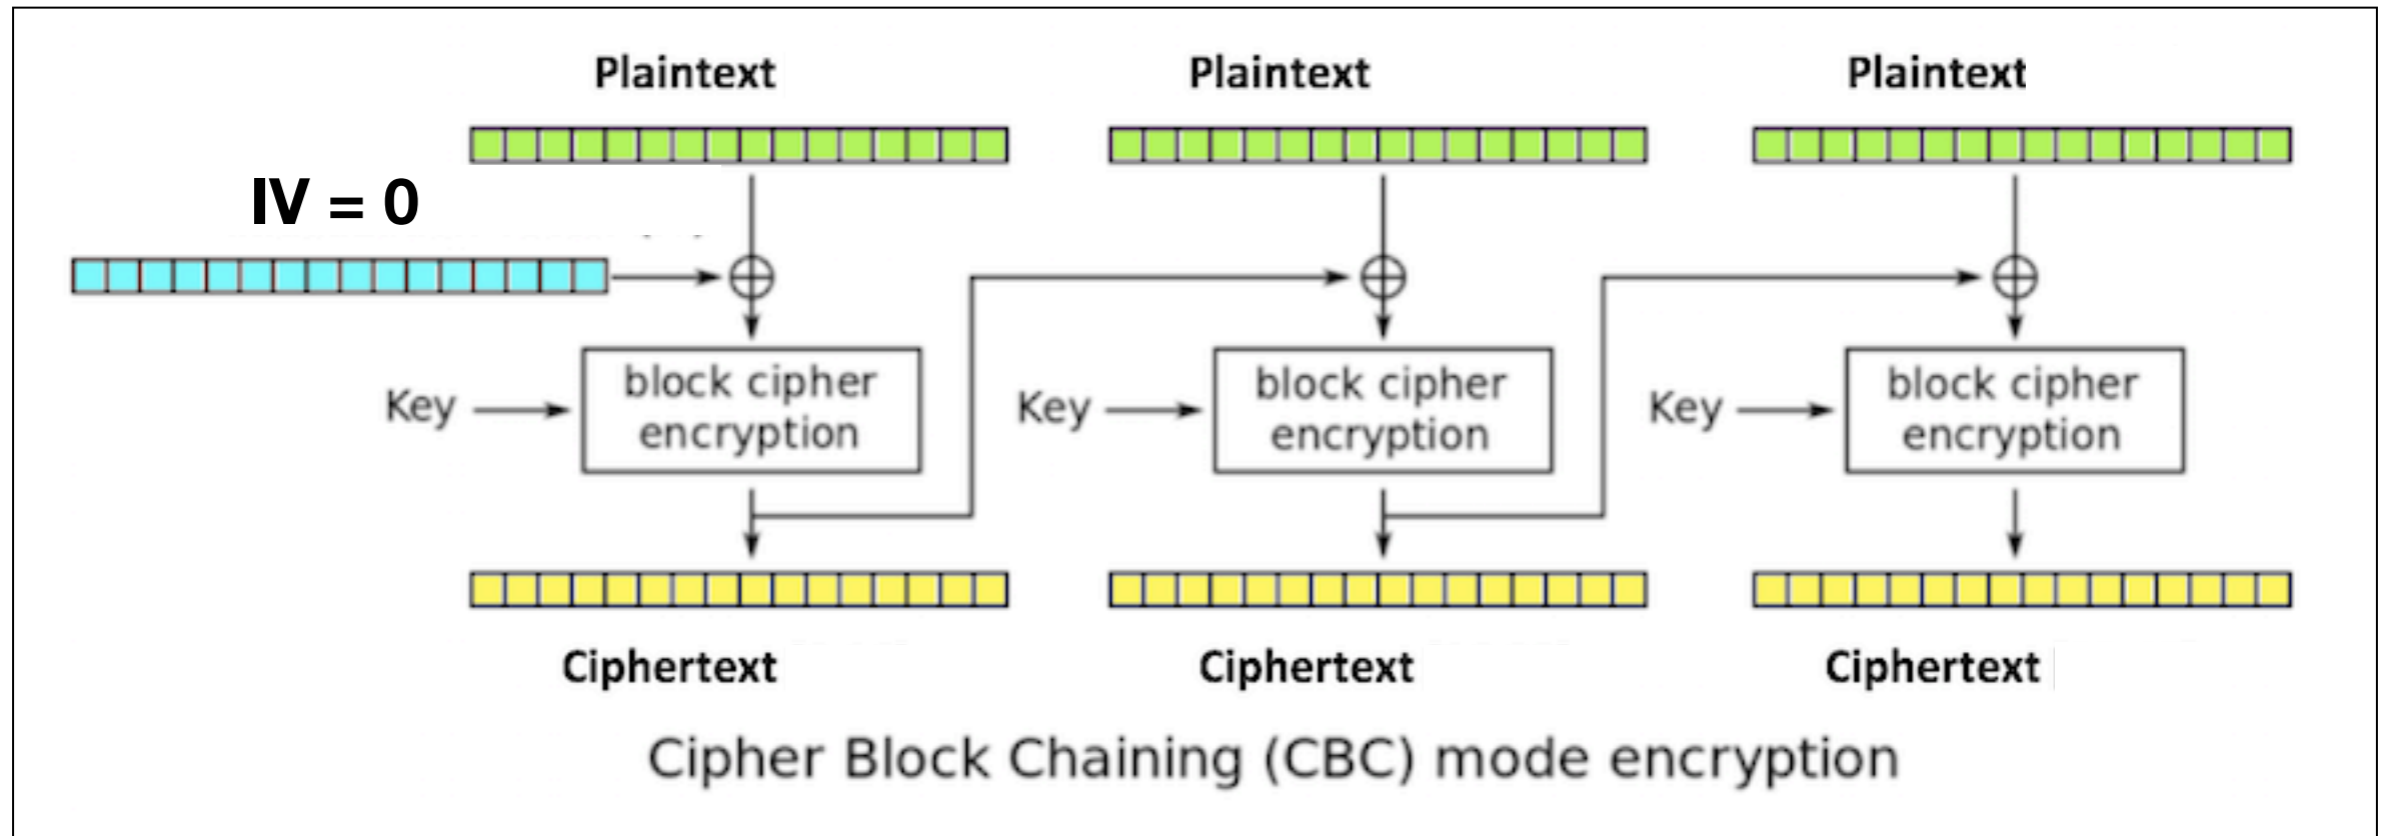 Plaintext
Plaintext
Plaintext
IV = 0
Key
block cipher
encryption
Key
block cipher
encryption
Key
block cipher
encryption
Ciphertext
Ciphertext
Ciphertext
Cipher Block Chaining (CBC) mode encryption